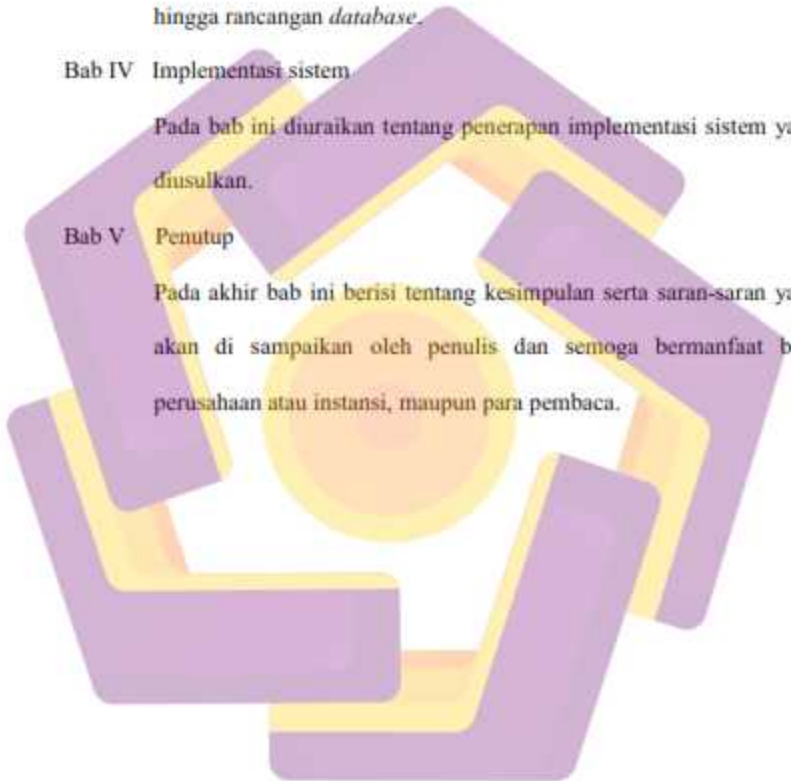 hingga rancangan database.
Bab IV Implementasi sistem
Pada bab ini diuraikan tentang penerapan implementasi sistem ya
diusulkan.
Bab V Penutup
Pada akhir bab ini berisi tentang kesimpulan serta saran-saran ya
akan di sampaikan oleh penulis dan semoga bermanfaat b
perusahaan atau instansi, maupun para pembaca.